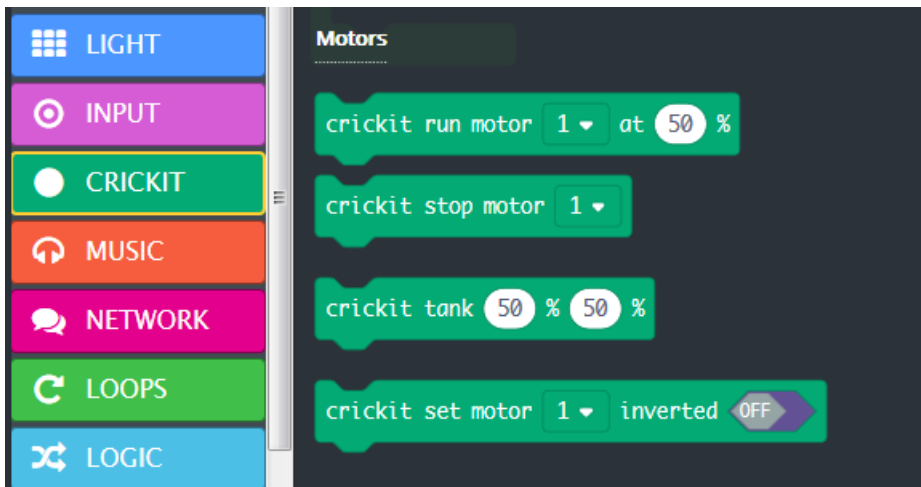 LIGHT
INPUT
CRICKIT
MUSIC
NETWORK
LOOPS
LOGIC
Motors
crickit run motor 1 at 50 %
crickit stop motor 1
crickit tank 50 % 50 %
crickit set motor 1 inverted OFF